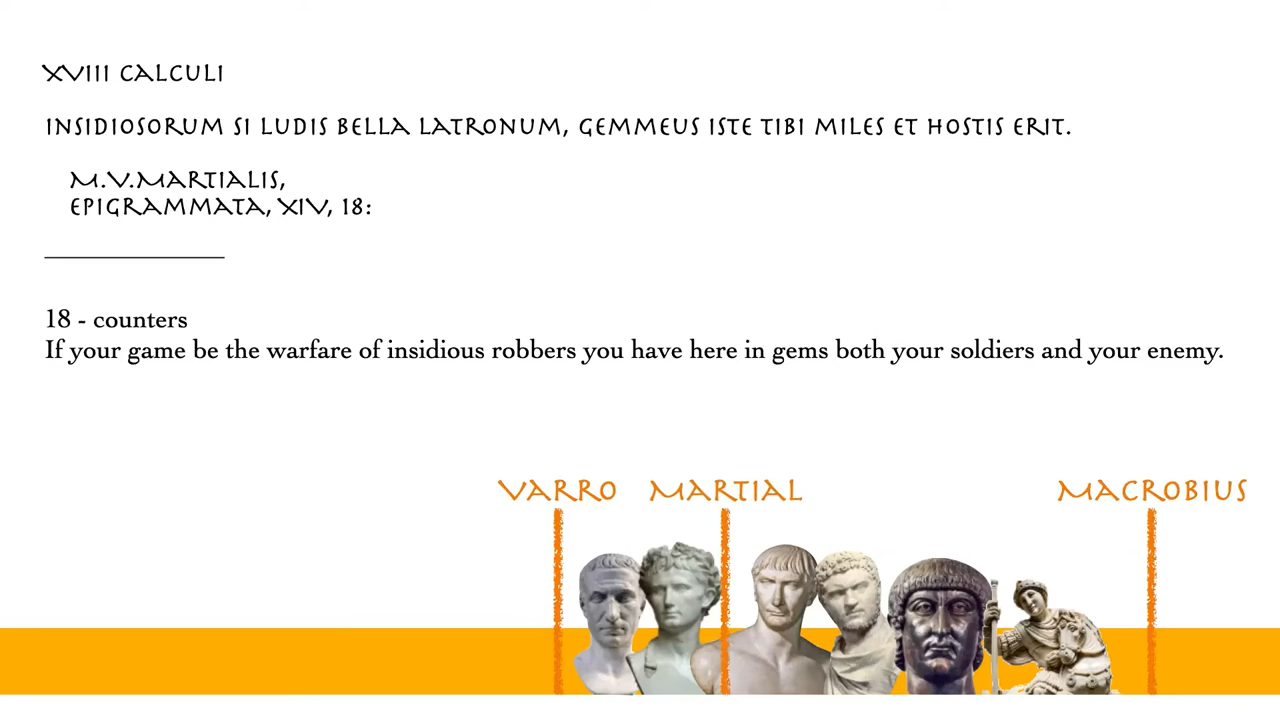 XVIII CALCULI
INSIDIOSORUM SI LUDIS BELLA LATRONUM, GEMMEUS ISTE TIBI MILES ET HOSTIS ERIT.
M.V.MARTIALIS,
EPIGRAMMATA, XIV, 18:
18 - counters
If your game be the warfare of insidious robbers you have here in gems both your soldiers and your enemy.
VARRO MARTIAL MACROBIUS